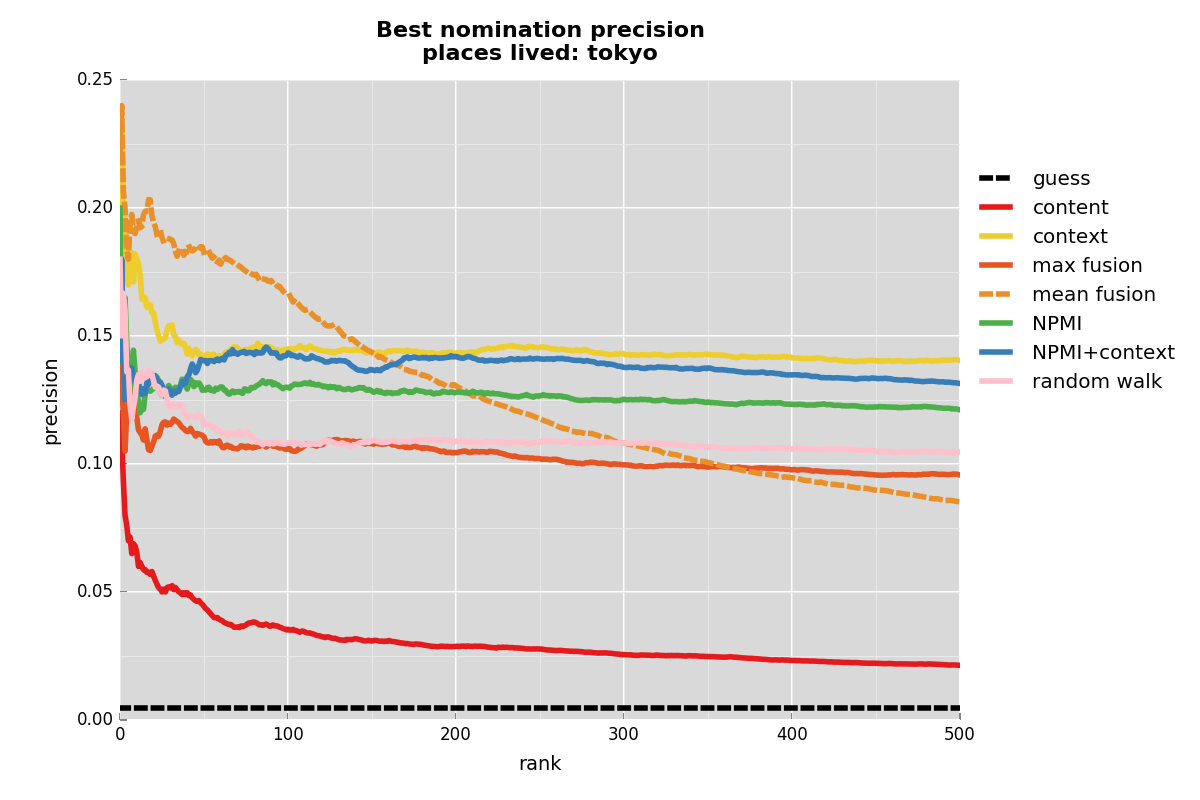 Best nomination precision
places lived: tokyo
precision
0.25
0.20
0.15
0.10
0.05
0.00
0
100
200
300
400
500
rank
guess
content
context
max fusion
mean fusion
NPMI
NPMI+context
random walk